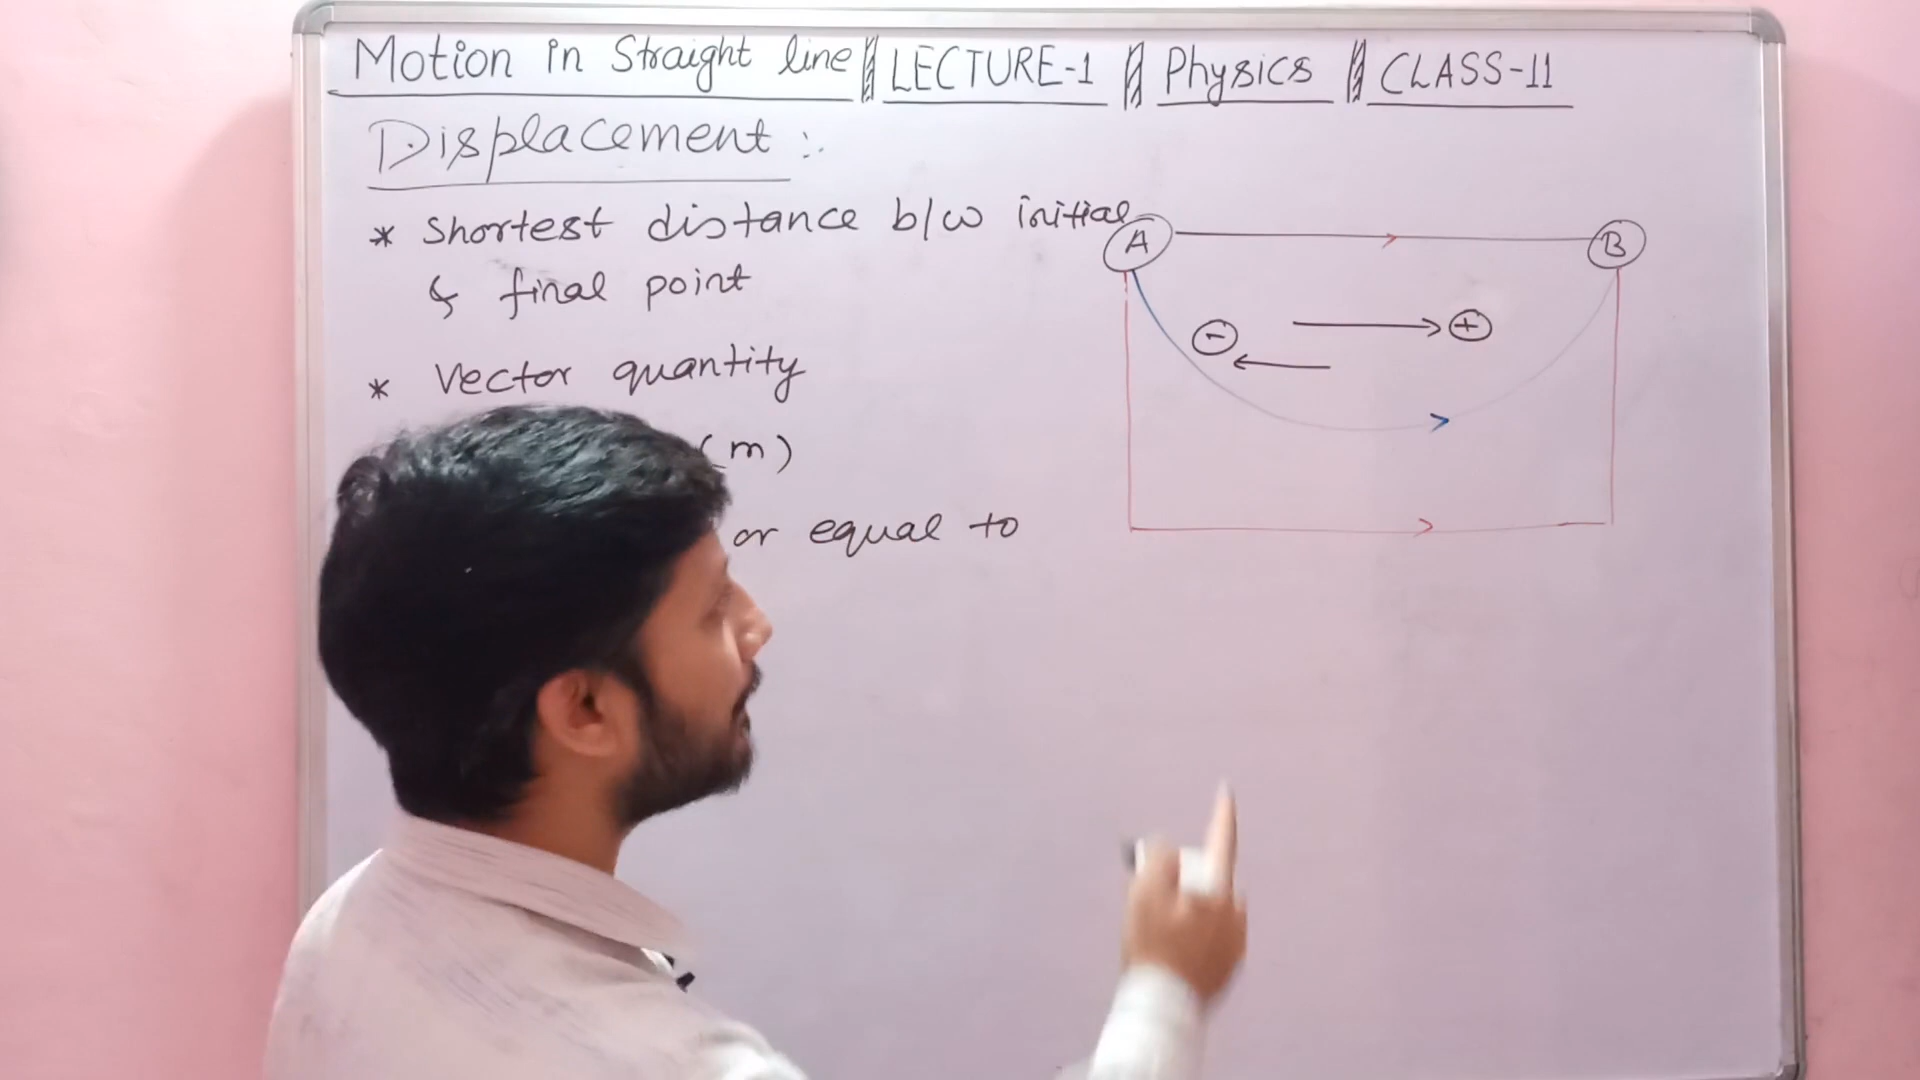 Motion in Straight line || LECTURE-1 || Physics || CLASS-11
Displacement :-
* Shortest distance b/w initial
& final point
* Vector quantity
(m)
or equal to
A
B
-
+